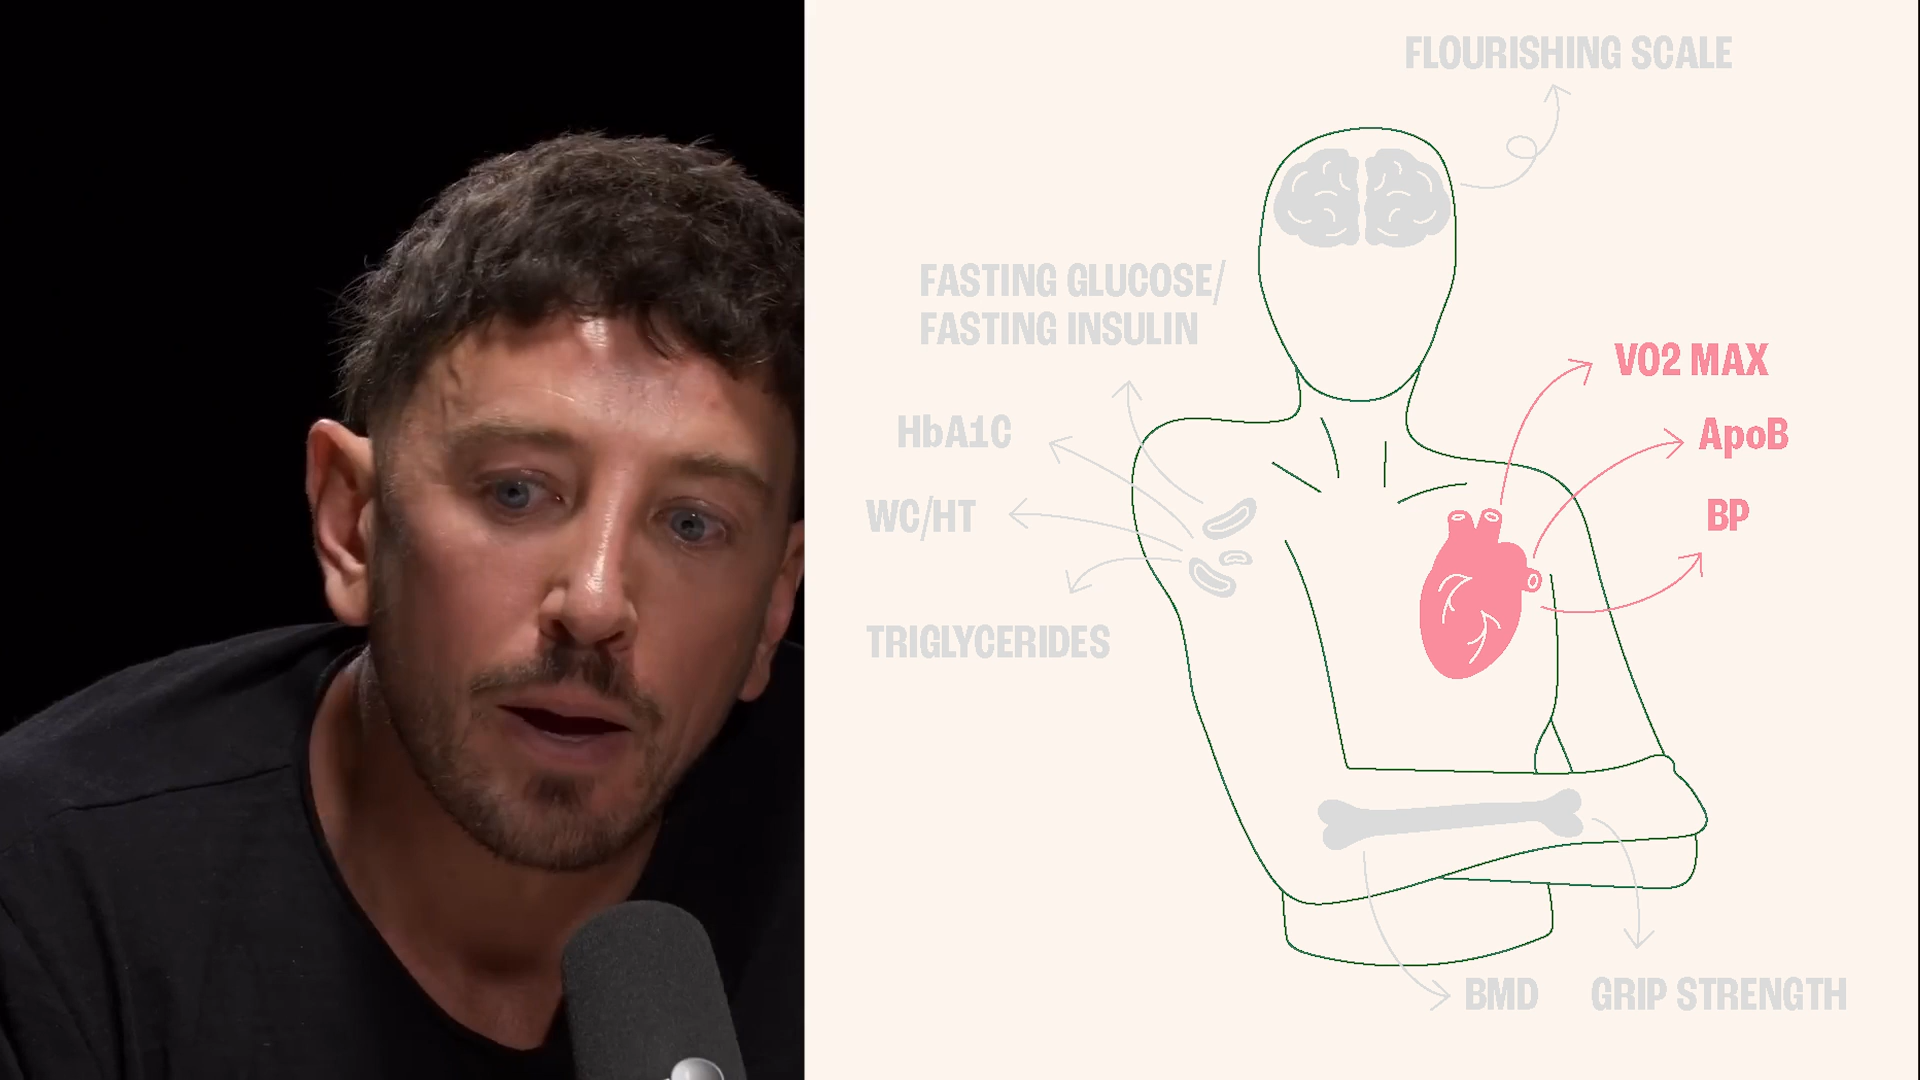 FLOURISHING SCALE
FASTING GLUCOSE/
FASTING INSULIN
HbA1C
WC/HT
TRIGLYCERIDES
VO2 MAX
ApoB
BP
BMD
GRIP STRENGTH